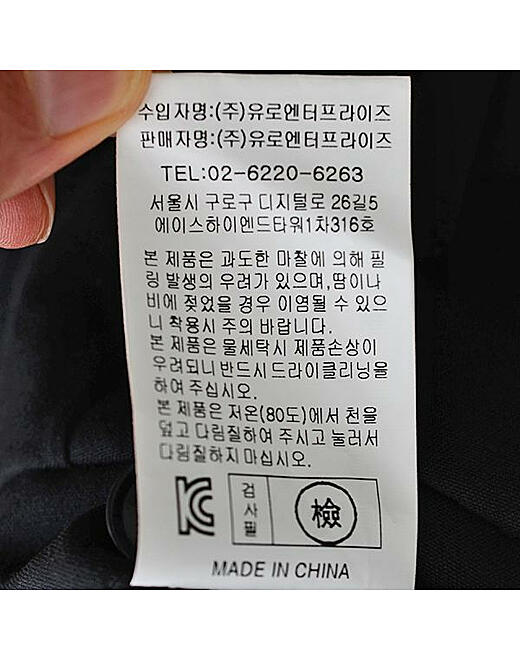 수입자명:(주)유로엔터프라이즈
판매자명:(주)유로엔터프라이즈
TEL:02-6220-6263
서울시 구로구 디지털로 26길5
에이스하이엔드타워1차316호
본 제품은 과도한 마찰에 의해 필
링 발생의 우려가 있으며,땀이나
비에 젖었을 경우 이염될 수 있으
니 착용시 주의 바랍니다.
본 제품은 물세탁시 제품손상이
우려되니 반드시드라이클리닝을
하여 주십시오.
본 제품은 저온(80도)에서 천을
덮고 다림질하여 주시고 눌러서
다림질하지마십시오.
KC 검사필 檢
MADE IN CHINA